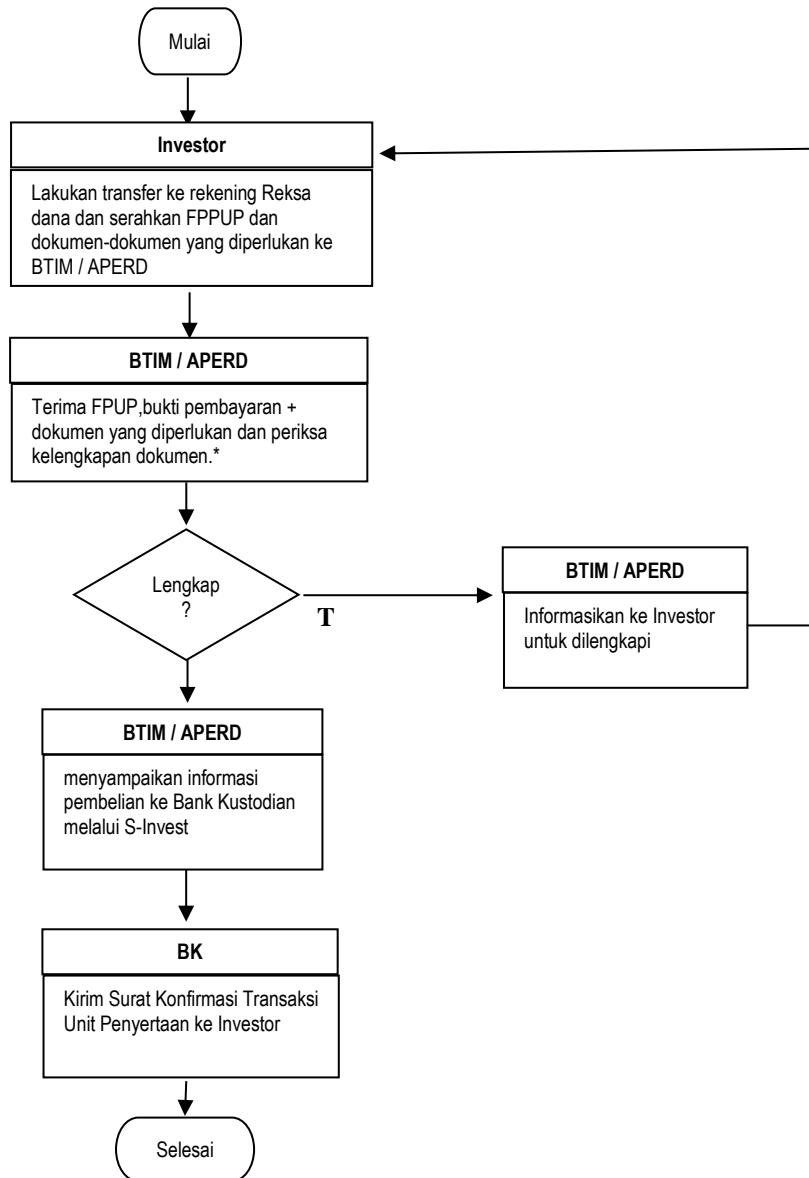 Mulai
Investor
Lakukan transfer ke rekening Reksa
dana dan serahkan FPPUP dan
dokumen-dokumen yang diperlukan ke
BTIM / APERD
BTIM / APERD
Terima FPUP,bukti pembayaran +
dokumen yang diperlukan dan periksa
kelengkapan dokumen.*
Lengkap
?
T
BTIM / APERD
Informasikan ke Investor
untuk dilengkapi
BTIM / APERD
menyampaikan informasi
pembelian ke Bank Kustodian
melalui S-Invest
BK
Kirim Surat Konfirmasi Transaksi
Unit Penyertaan ke Investor
Selesai